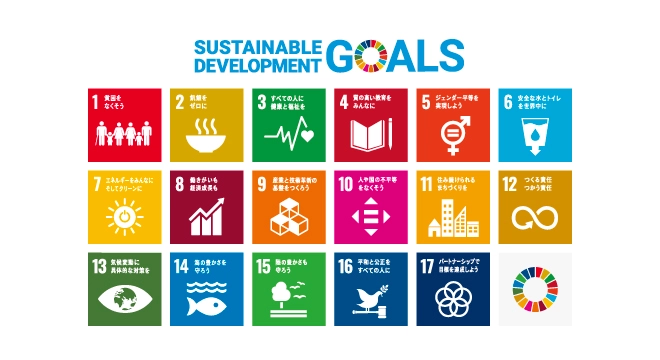 SUSTAINABLE
DEVELOPMENT
GOALS
1 貧困を
なくそう
2 飢餓を
ゼロに
3 すべての人に
健康と福祉を
4 質の高い教育を
みんなに
5 ジェンダー平等を
実現しよう
6 安全な水とトイレ
を世界中に
7 エネルギーをみんなに
そしてクリーンに
8 働きがいも
経済成長も
9 産業と技術革新の
基盤をつくろう
10 人や国の不平等
をなくそう
11 住み続けられる
まちづくりを
12 つくる責任
つかう責任
13 気候変動に
具体的な対策を
14 海の豊かさを
守ろう
15 陸の豊かさも
守ろう
16 平和と公正を
すべての人に
17 パートナーシップで
目標を達成しよう